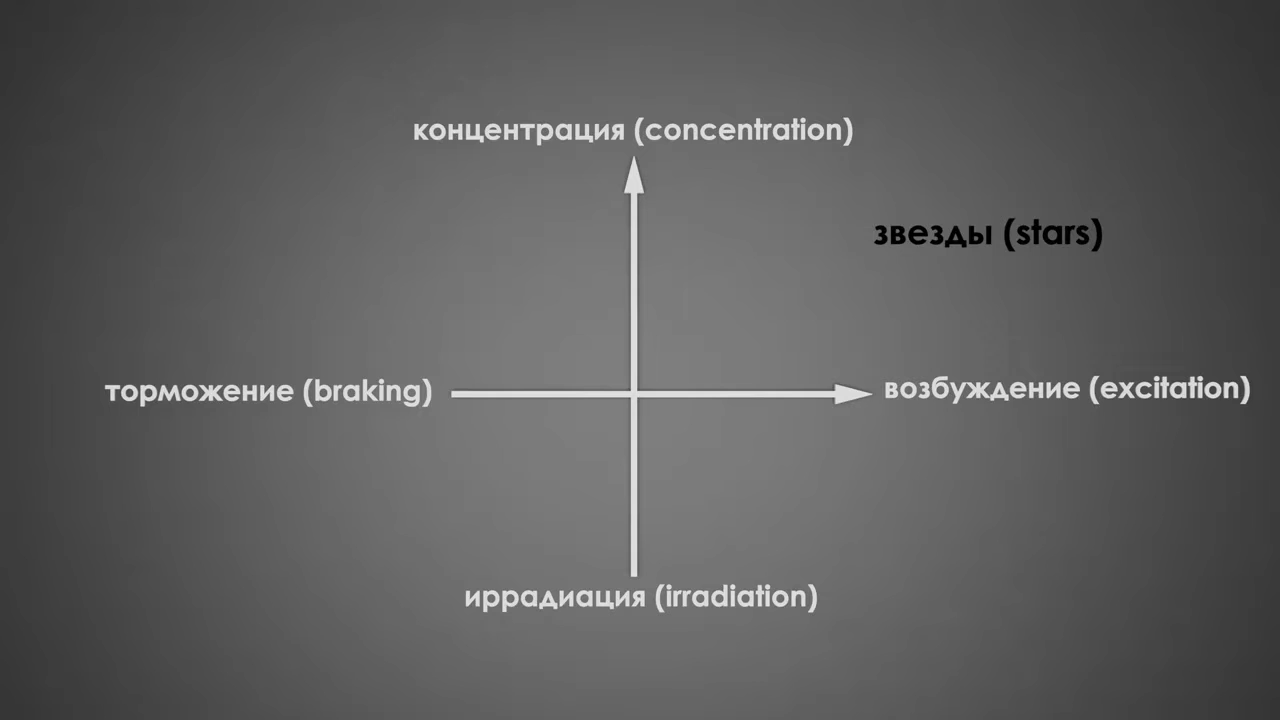 концентрация (concentration)
звезды (stars)
торможение (braking)
возбуждение (excitation)
иррадиация (irradiation)